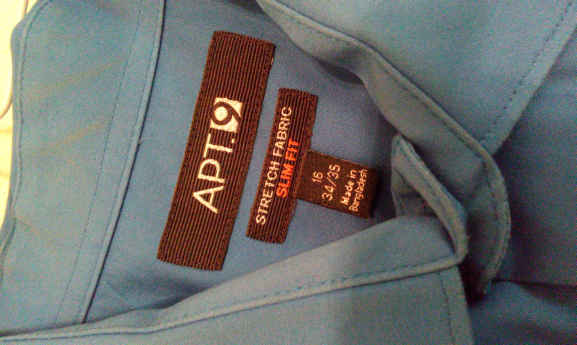 APT.9
STRETCH FABRIC
SLIM FIT
16
34/35
Made in
Bangladesh